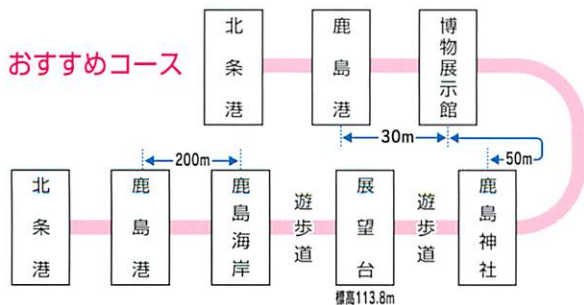 おすすめコース
北条港
鹿島港
博物展示館
30m
50m
200m
北条港
鹿島港
鹿島海岸
遊歩道
展望台
遊歩道
鹿島神社
標高113.8m